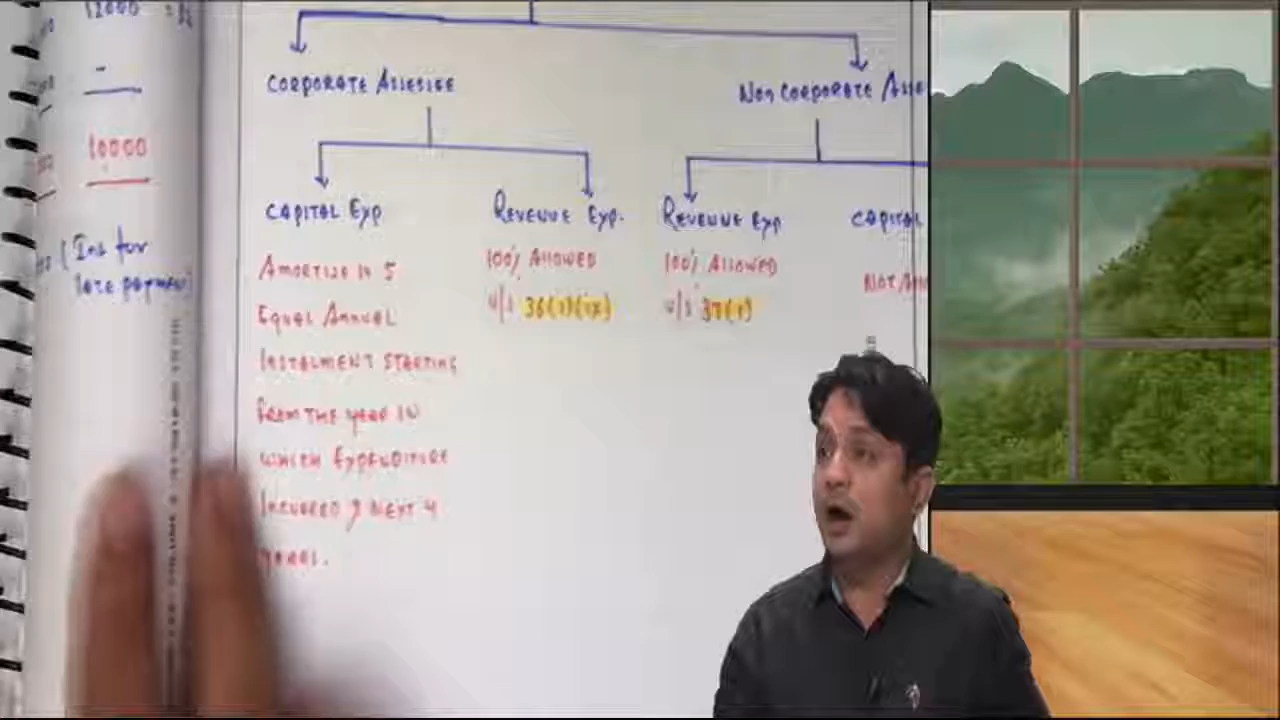 12000
10000
(Int for
late payment)
CORPORATE ASSESSEE
NON CORPORATE
CAPITAL EXP
REVENUE EXP.
REVENUE EXP
CAPITAL
AMORTIZE IN 5
EQUAL ANNUAL
INSTALMENT STARTING
FROM THE YEAR IN
WHICH EXPENDITURE
INCURRED & NEXT 4
YEARS.
100% ALLOWED
U/S 36(1)(ix)
100% ALLOWED
U/S 37(1)
NOT